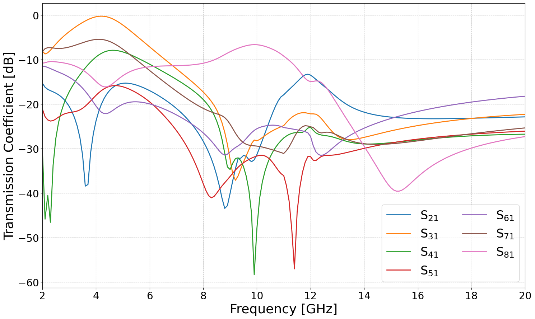 0
−10
−20
−30
−40
−50
−60
Transmission Coefficient [dB]
2 4 6 8 10 12 14 16 18 20
Frequency [GHz]
S₂₁ S₆₁
S₃₁ S₇₁
S₄₁ S₈₁
S₅₁